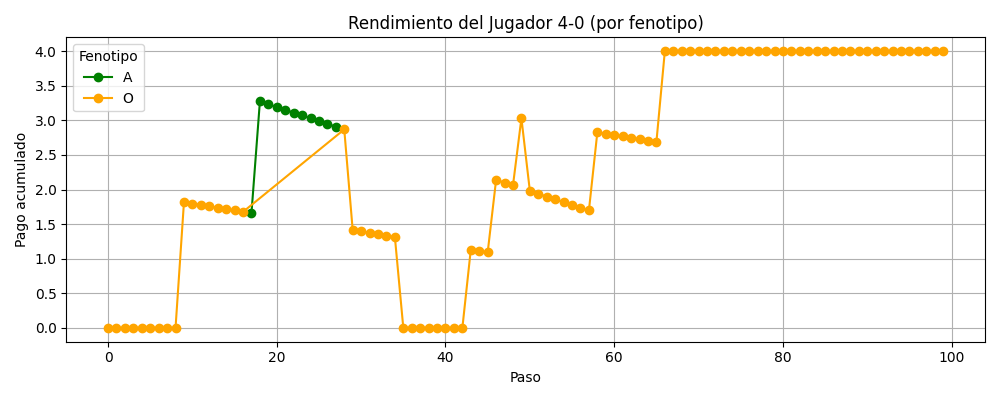 Rendimiento del Jugador 4-0 (por fenotipo)
Pago acumulado
4.0
3.5
3.0
2.5
2.0
1.5
1.0
0.5
0.0
Fenotipo
A
O
0 20 40 60 80 100
Paso